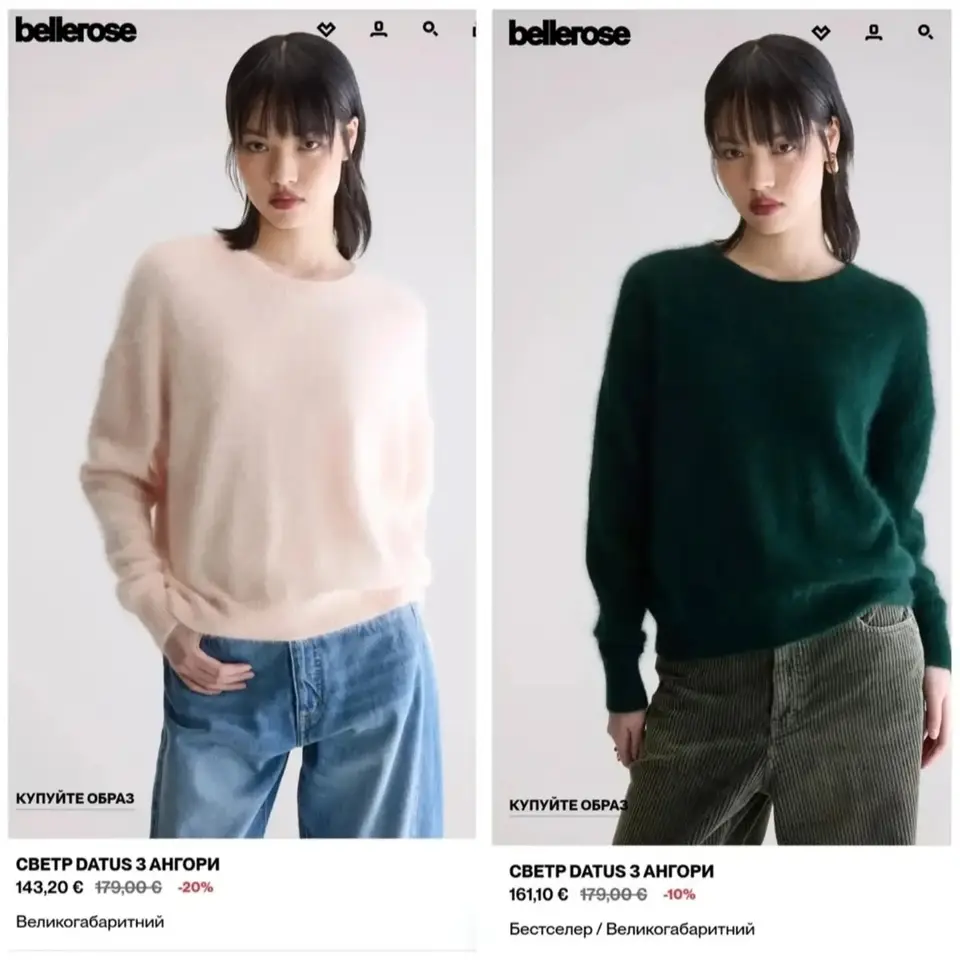 bellerose
КУПУЙТЕ ОБРАЗ
СВЕТР DATUS З АНГОРИ
143,20 € 179,00 € -20%
Великогабаритний
bellerose
КУПУЙТЕ ОБРАЗ
СВЕТР DATUS З АНГОРИ
161,10 € 179,00 € -10%
Бестселер / Великогабаритний